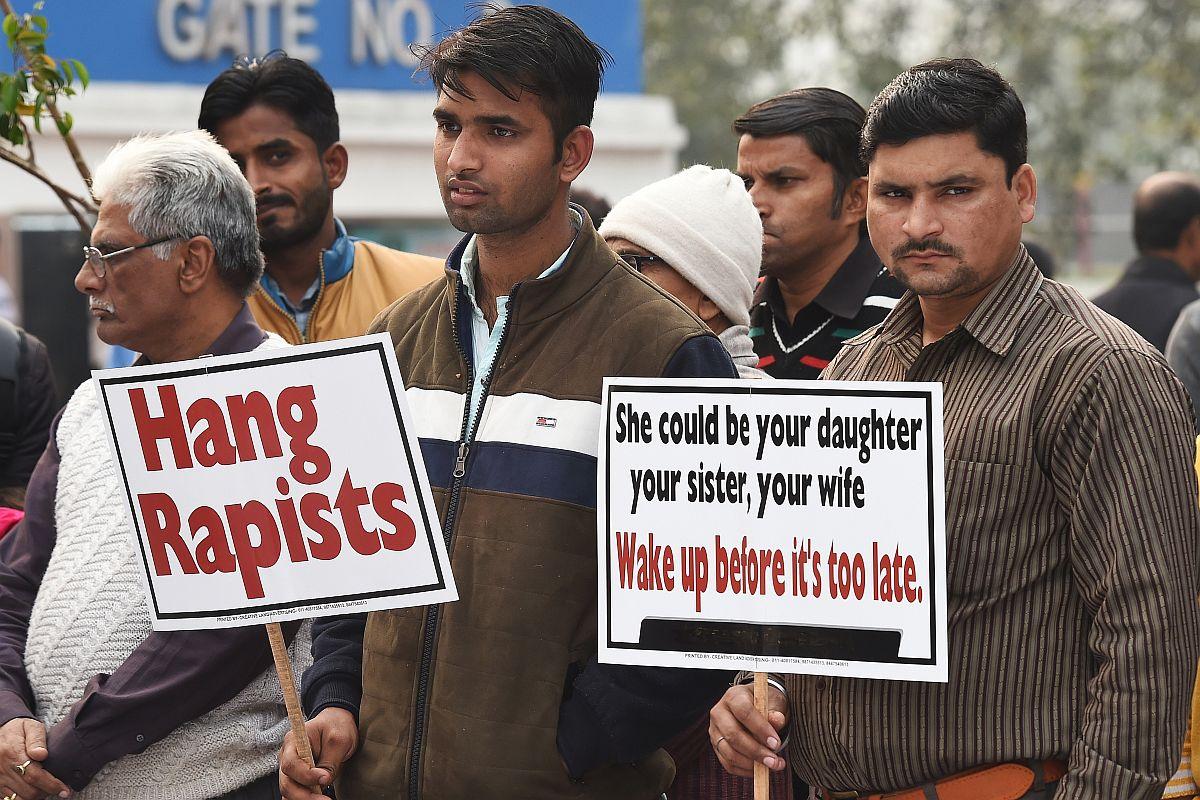 GATE NO
Hang
Rapists
She could be your daughter
your sister, your wife
Wake up before it's too late.